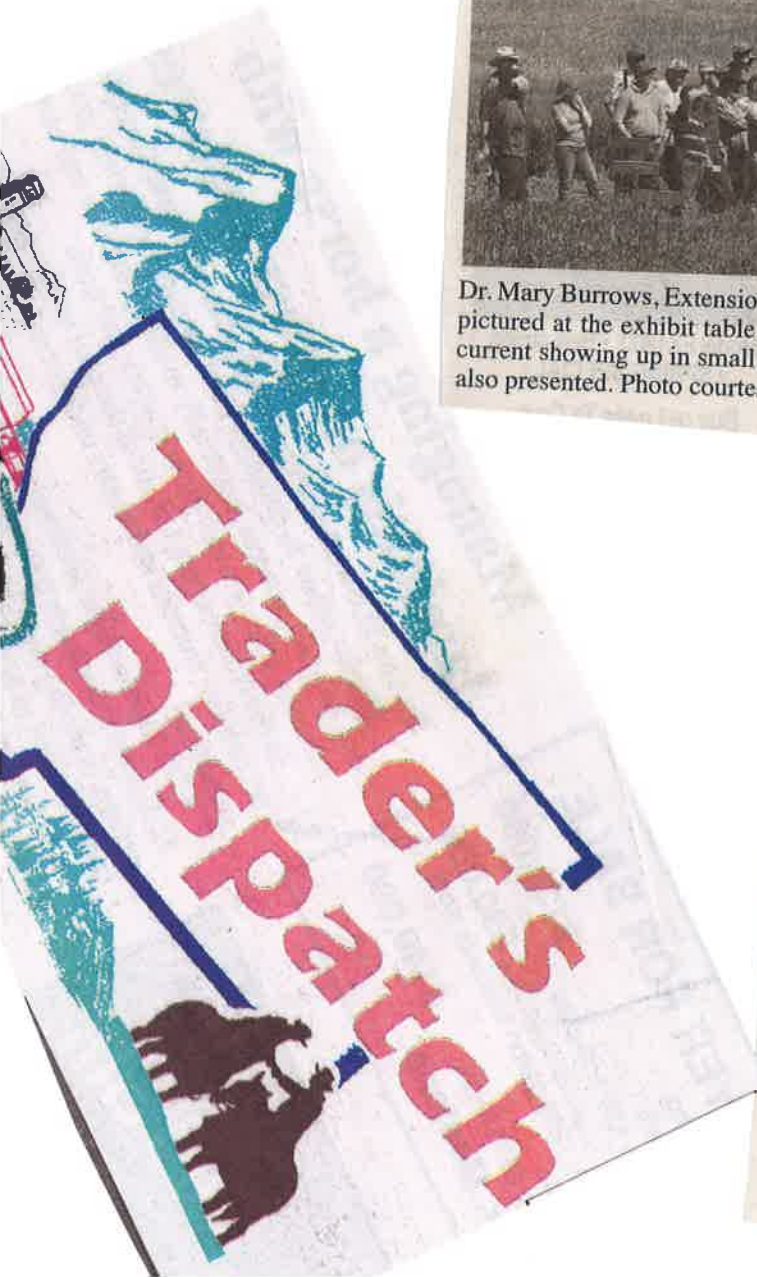 Dr. Mary Burrows, Extensio
pictured at the exhibit table
current showing up in small
also presented. Photo courte
Trader's
Dispatch